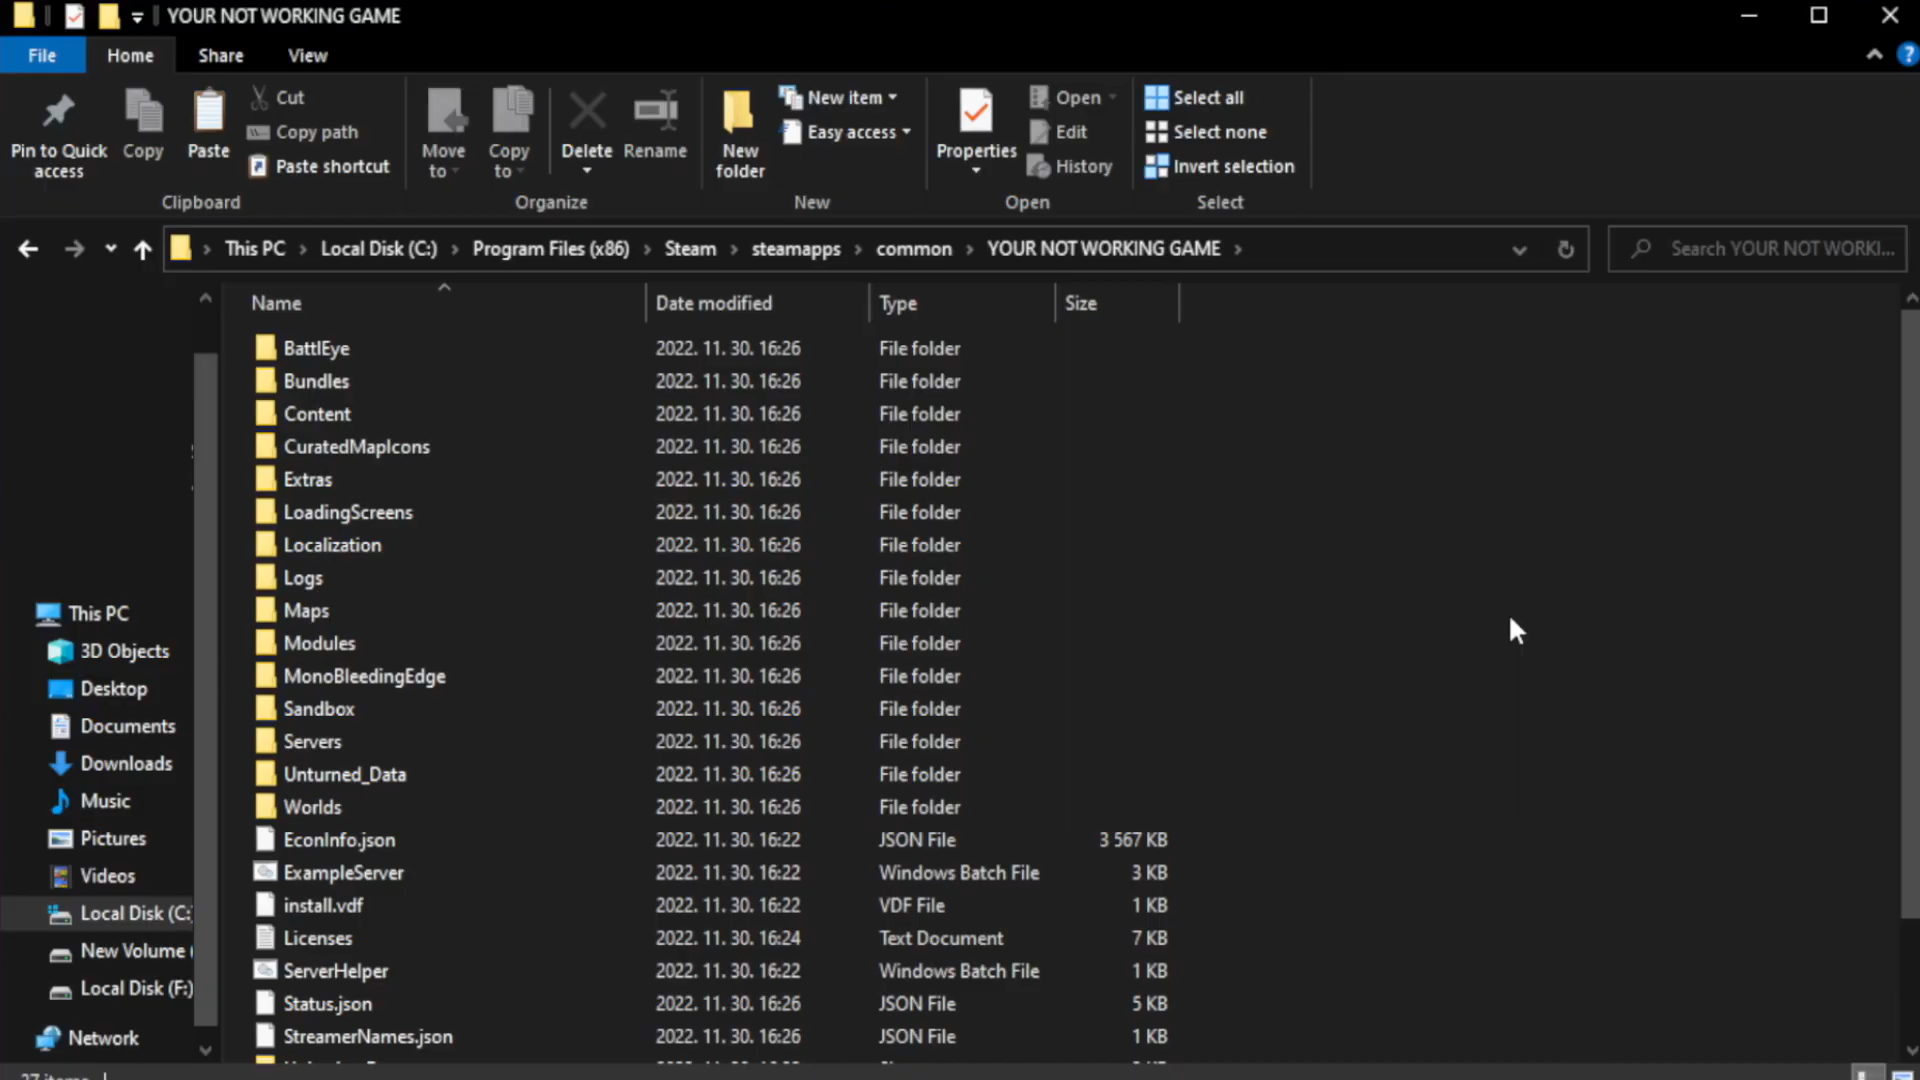 YOUR NOT WORKING GAME
File Home Share View
Pin to Quick access
Copy
Paste
Cut
Copy path
Paste shortcut
Clipboard
Move to
Copy to
Delete
Rename
Organize
New folder
New item
Easy access
New
Properties
Open
Edit
History
Open
Select all
Select none
Invert selection
Select
This PC > Local Disk (C:) > Program Files (x86) > Steam > steamapps > common > YOUR NOT WORKING GAME >
Search YOUR NOT WORKI...
This PC
3D Objects
Desktop
Documents
Downloads
Music
Pictures
Videos
Local Disk (C:
New Volume (
Local Disk (F:)
Network
Name Date modified Type Size
BattlEye 2022. 11. 30. 16:26 File folder
Bundles 2022. 11. 30. 16:26 File folder
Content 2022. 11. 30. 16:26 File folder
CuratedMapIcons 2022. 11. 30. 16:26 File folder
Extras 2022. 11. 30. 16:26 File folder
LoadingScreens 2022. 11. 30. 16:26 File folder
Localization 2022. 11. 30. 16:26 File folder
Logs 2022. 11. 30. 16:26 File folder
Maps 2022. 11. 30. 16:26 File folder
Modules 2022. 11. 30. 16:26 File folder
MonoBleedingEdge 2022. 11. 30. 16:26 File folder
Sandbox 2022. 11. 30. 16:26 File folder
Servers 2022. 11. 30. 16:26 File folder
Unturned_Data 2022. 11. 30. 16:26 File folder
Worlds 2022. 11. 30. 16:26 File folder
EconInfo.json 2022. 11. 30. 16:22 JSON File 3 567 KB
ExampleServer 2022. 11. 30. 16:22 Windows Batch File 3 KB
install.vdf 2022. 11. 30. 16:22 VDF File 1 KB
Licenses 2022. 11. 30. 16:24 Text Document 7 KB
ServerHelper 2022. 11. 30. 16:22 Windows Batch File 1 KB
Status.json 2022. 11. 30. 16:26 JSON File 5 KB
StreamerNames.json 2022. 11. 30. 16:26 JSON File 1 KB